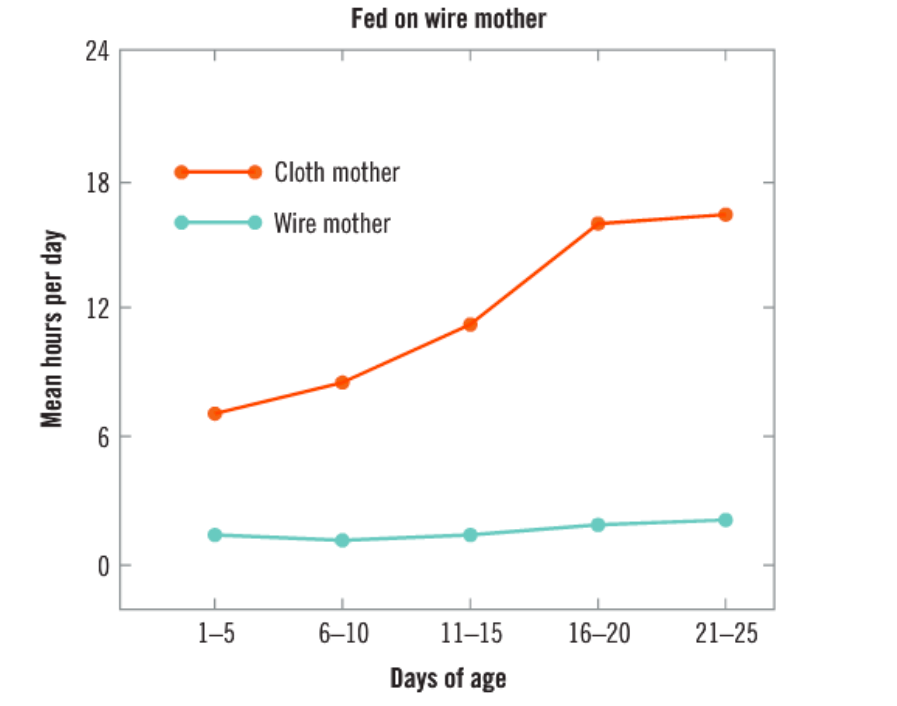 Fed on wire mother
24
18
12
6
0
Cloth mother
Wire mother
Mean hours per day
1–5
6–10
11–15
16–20
21–25
Days of age